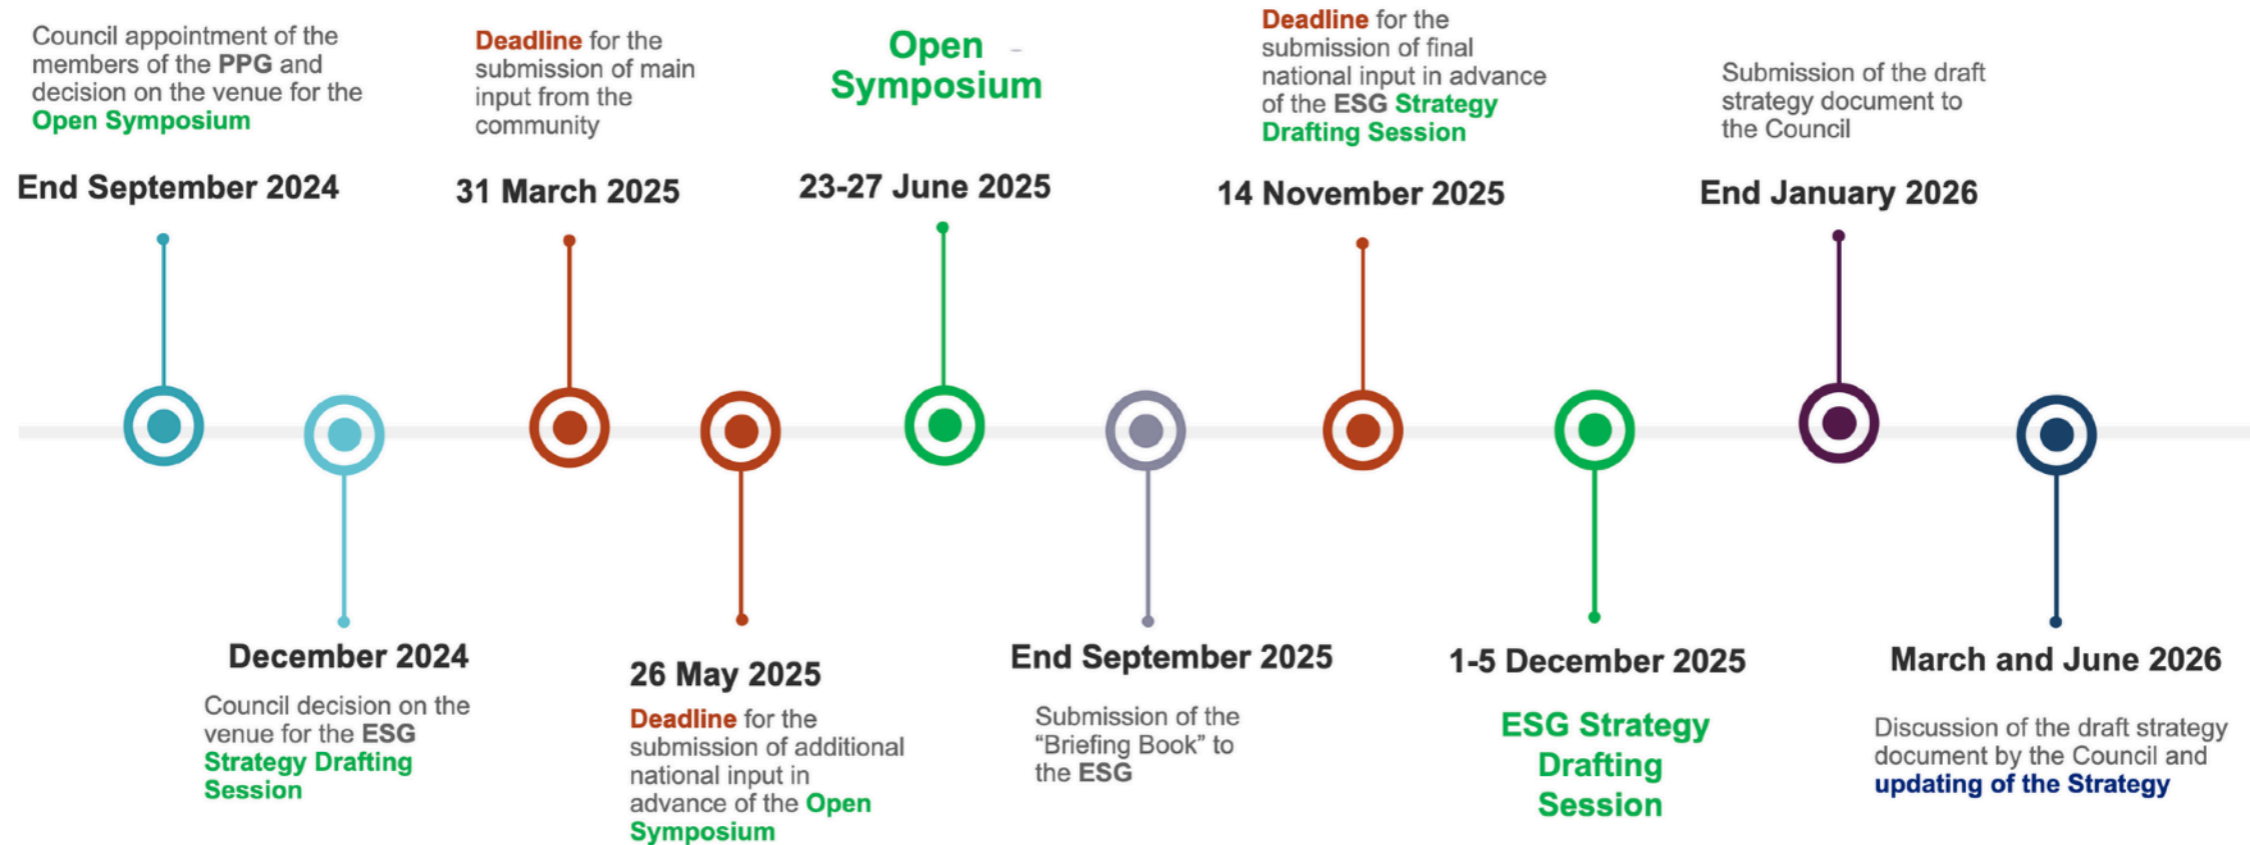 Council appointment of the
members of the PPG and
decision on the venue for the
Open Symposium
End September 2024
December 2024
Council decision on the
venue for the ESG
Strategy Drafting
Session
Deadline for the
submission of main
input from the
community
31 March 2025
26 May 2025
Deadline for the
submission of additional
national input in
advance of the Open
Symposium
Open
Symposium
23-27 June 2025
End September 2025
Submission of the
“Briefing Book” to
the ESG
Deadline for the
submission of final
national input in advance
of the ESG Strategy
Drafting Session
14 November 2025
1-5 December 2025
ESG Strategy
Drafting
Session
Submission of the draft
strategy document to
the Council
End January 2026
March and June 2026
Discussion of the draft strategy
document by the Council and
updating of the Strategy